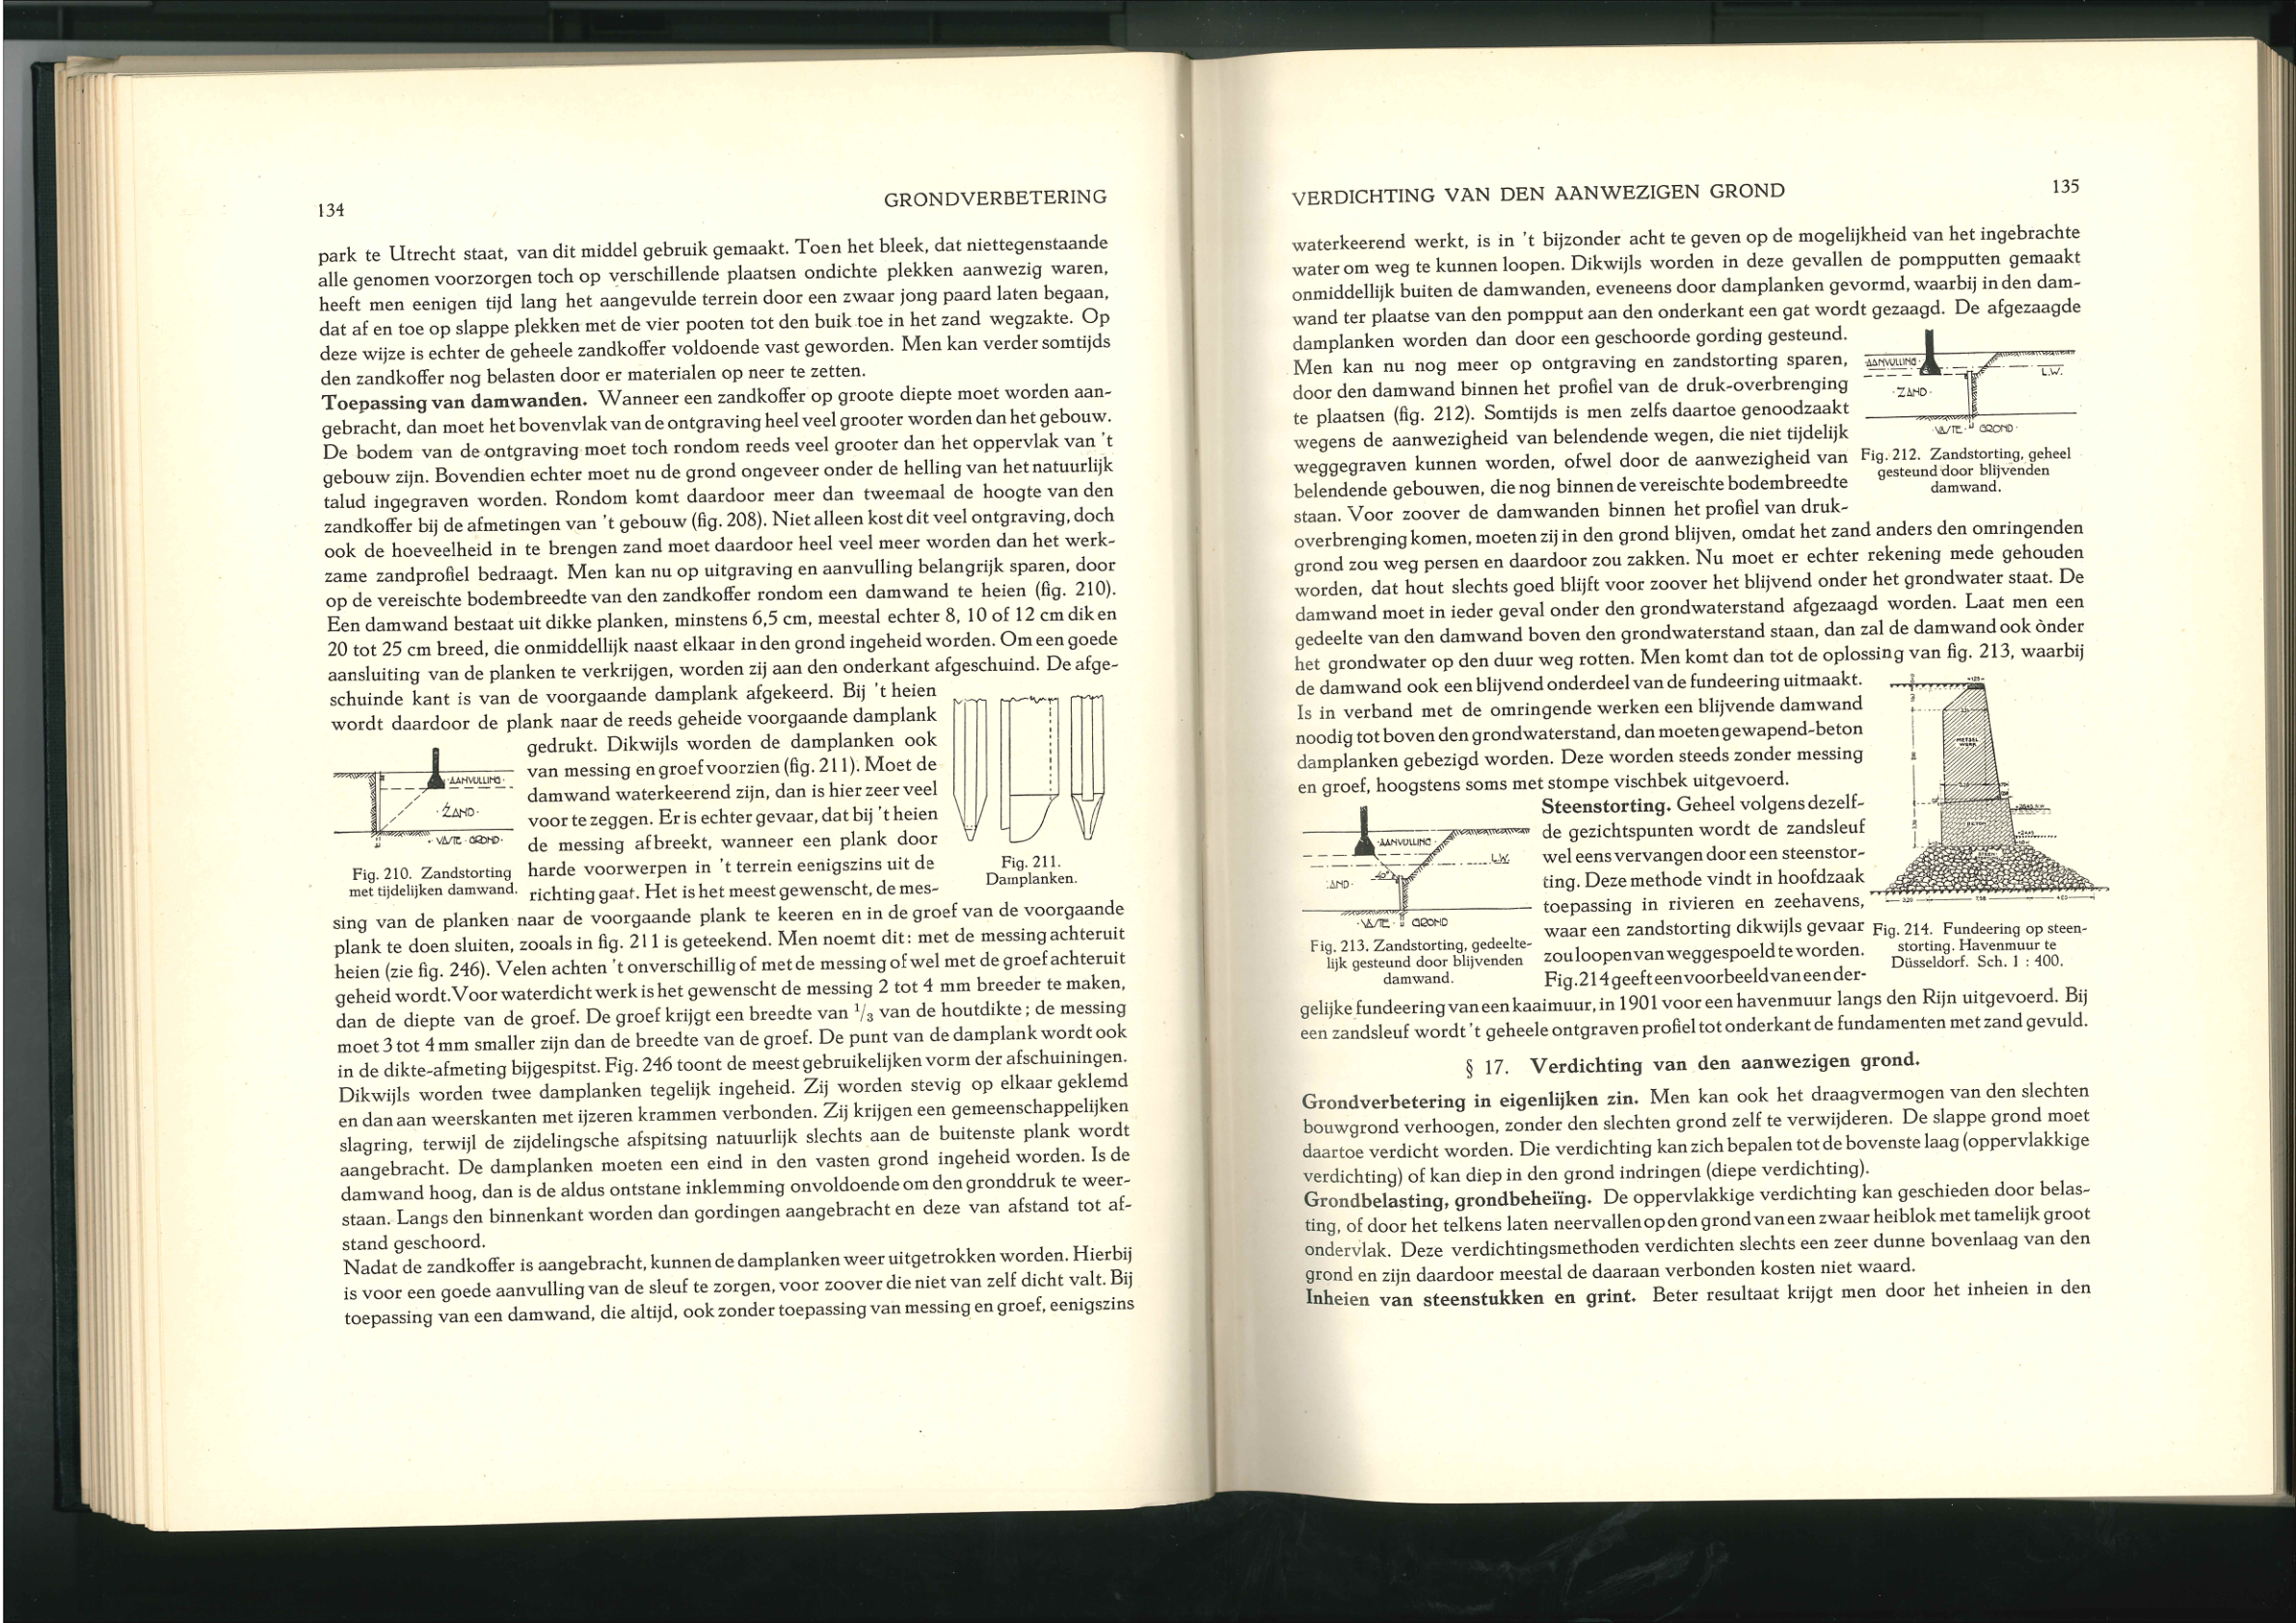 134
GRONDVERBETERING
park te Utrecht staat, van dit middel gebruik gemaakt. Toen het bleek, dat niettegenstaande
alle genomen voorzorgen toch op verschillende plaatsen ondichte plekken aanwezig waren,
heeft men eenigen tijd lang het aangevulde terrein door een zwaar jong paard laten begaan,
dat af en toe op slappe plekken met de vier pooten tot den buik toe in het zand wegzakte. Op
deze wijze is echter de geheele zandkoffer voldoende vast geworden. Men kan verder somtijds
den zandkoffer nog belasten door er materialen op neer te zetten.
Toepassing van damwanden. Wanneer een zandkoffer op groote diepte moet worden aan-
gebracht, dan moet het bovenvlak van de ontgraving heel veel grooter worden dan het gebouw.
De bodem van de ontgraving moet toch rondom reeds veel grooter dan het oppervlak van 't
gebouw zijn. Bovendien echter moet nu de grond ongeveer onder de helling van het natuurlijk
talud ingegraven worden. Rondom komt daardoor meer dan tweemaal de hoogte van den
zandkoffer bij de afmetingen van 't gebouw (fig. 208). Niet alleen kost dit veel ontgraving, doch
ook de hoeveelheid in te brengen zand moet daardoor heel veel meer worden dan het werk-
zame zandprofiel bedraagt. Men kan nu op uitgraving en aanvulling belangrijk sparen, door
op de vereischte bodembreedte van den zandkoffer rondom een damwand te heien (fig. 210).
Een damwand bestaat uit dikke planken, minstens 6,5 cm, meestal echter 8, 10 of 12 cm dik en
20 tot 25 cm breed, die onmiddellijk naast elkaar in den grond ingeheid worden. Om een goede
aansluiting van de planken te verkrijgen, worden zij aan den onderkant afgeschuind. De afge-
schuinde kant is van de voorgaande damplank afgekeerd. Bij 't heien
wordt daardoor de plank naar de reeds geheide voorgaande damplank
gedrukt. Dikwijls worden de damplanken ook
van messing en groef voorzien (fig. 211). Moet de
damwand waterkeerend zijn, dan is hier zeer veel
voor te zeggen. Er is echter gevaar, dat bij 't heien
de messing afbreekt, wanneer een plank door
harde voorwerpen in 't terrein eenigszins uit de
richting gaat. Het is het meest gewenscht, de mes-
AANVULLING
ZAND
VASTE GROND
Fig. 210. Zandstorting
met tijdelijken damwand.
Fig. 211.
Damplanken.
sing van de planken naar de voorgaande plank te keeren en in de groef van de voorgaande
plank te doen sluiten, zooals in fig. 211 is geteekend. Men noemt dit: met de messing achteruit
heien (zie fig. 246). Velen achten 't onverschillig of met de messing of wel met de groef achteruit
geheid wordt. Voor waterdicht werk is het gewenscht de messing 2 tot 4 mm breeder te maken,
dan de diepte van de groef. De groef krijgt een breedte van 1/3 van de houtdikte; de messing
moet 3 tot 4 mm smaller zijn dan de breedte van de groef. De punt van de damplank wordt ook
in de dikte-afmeting bijgespitst. Fig. 246 toont de meest gebruikelijken vorm der afschuiningen.
Dikwijls worden twee damplanken tegelijk ingeheid. Zij worden stevig op elkaar geklemd
en dan aan weerskanten met ijzeren krammen verbonden. Zij krijgen een gemeenschappelijken
slagring, terwijl de zijdelingsche afspitsing natuurlijk slechts aan de buitenste plank wordt
aangebracht. De damplanken moeten een eind in den vasten grond ingeheid worden. Is de
damwand hoog, dan is de aldus ontstane inklemming onvoldoende om den gronddruk te weer-
staan. Langs den binnenkant worden dan gordingen aangebracht en deze van afstand tot af-
stand geschoord.
Nadat de zandkoffer is aangebracht, kunnen de damplanken weer uitgetrokken worden. Hierbij
is voor een goede aanvulling van de sleuf te zorgen, voor zoover die niet van zelf dicht valt. Bij
toepassing van een damwand, die altijd, ook zonder toepassing van messing en groef, eenigszins
VERDICHTING VAN DEN AANWEZIGEN GROND
135
waterkeerend werkt, is in 't bijzonder acht te geven op de mogelijkheid van het ingebrachte
water om weg te kunnen loopen. Dikwijls worden in deze gevallen de pompputten gemaakt
onmiddellijk buiten de damwanden, eveneens door damplanken gevormd, waarbij in den dam-
wand ter plaatse van den pompput aan den onderkant een gat wordt gezaagd. De afgezaagde
damplanken worden dan door een geschoorde gording gesteund.
Men kan nu nog meer op ontgraving en zandstorting sparen,
door den damwand binnen het profiel van de druk-overbrenging
te plaatsen (fig. 212). Somtijds is men zelfs daartoe genoodzaakt
wegens de aanwezigheid van belendende wegen, die niet tijdelijk
weggegraven kunnen worden, ofwel door de aanwezigheid van
belendende gebouwen, die nog binnen de vereischte bodembreedte
staan. Voor zoover de damwanden binnen het profiel van druk-
AANVULLING
L.W.
ZAND
VASTE GROND
Fig. 212. Zandstorting, geheel
gesteund door blijvenden
damwand.
overbrenging komen, moeten zij in den grond blijven, omdat het zand anders den omringenden
grond zou weg persen en daardoor zou zakken. Nu moet er echter rekening mede gehouden
worden, dat hout slechts goed blijft voor zoover het blijvend onder het grondwater staat. De
damwand moet in ieder geval onder den grondwaterstand afgezaagd worden. Laat men een
gedeelte van den damwand boven den grondwaterstand staan, dan zal de damwand ook ònder
het grondwater op den duur weg rotten. Men komt dan tot de oplossing van fig. 213, waarbij
de damwand ook een blijvend onderdeel van de fundeering uitmaakt.
Is in verband met de omringende werken een blijvende damwand
noodig tot boven den grondwaterstand, dan moeten gewapend-beton
damplanken gebezigd worden. Deze worden steeds zonder messing
en groef, hoogstens soms met stompe vischbek uitgevoerd.
Steenstorting. Geheel volgens dezelf-
de gezichtspunten wordt de zandsleuf
wel eens vervangen door een steenstor-
ting. Deze methode vindt in hoofdzaak
toepassing in rivieren en zeehavens,
waar een zandstorting dikwijls gevaar
zou loopen van weggespoeld te worden.
Fig. 214 geeft een voorbeeld van een der-
AANVULLING
L.W.
VASTE GROND
Fig. 213. Zandstorting, gedeelte-
lijk gesteund door blijvenden
damwand.
METSEL
WERK
Fig. 214. Fundeering op steen-
storting. Havenmuur te
Düsseldorf. Sch. 1 : 400.
gelijke fundeering van een kaaimuur, in 1901 voor een havenmuur langs den Rijn uitgevoerd. Bij
een zandsleuf wordt 't geheele ontgraven profiel tot onderkant de fundamenten met zand gevuld.
§ 17. Verdichting van den aanwezigen grond.
Grondverbetering in eigenlijken zin. Men kan ook het draagvermogen van den slechten
bouwgrond verhoogen, zonder den slechten grond zelf te verwijderen. De slappe grond moet
daartoe verdicht worden. Die verdichting kan zich bepalen tot de bovenste laag (oppervlakkige
verdichting) of kan diep in den grond indringen (diepe verdichting).
Grondbelasting, grondbeheiïng. De oppervlakkige verdichting kan geschieden door belas-
ting, of door het telkens laten neervallen op den grond van een zwaar heiblok met tamelijk groot
ondervlak. Deze verdichtingsmethoden verdichten slechts een zeer dunne bovenlaag van den
grond en zijn daardoor meestal de daaraan verbonden kosten niet waard.
Inheien van steenstukken en grint. Beter resultaat krijgt men door het inheien in den